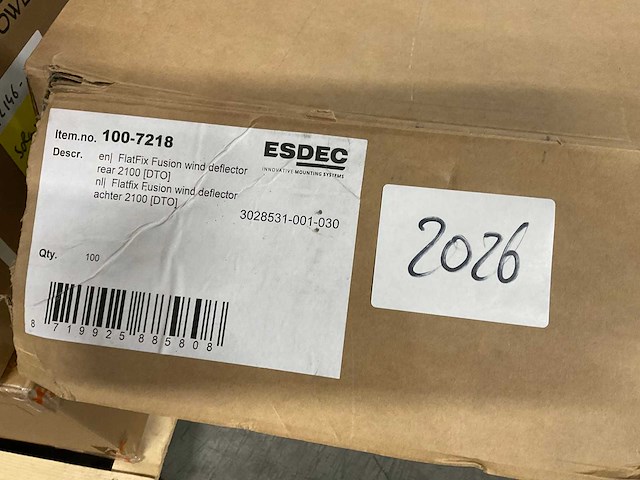 Item.no. 100-7218
Descr. en| FlatFix Fusion wind deflector
rear 2100 [DTO]
nl| Flatfix Fusion wind deflector
achter 2100 [DTO]
ESDEC
INNOVATIVE MOUNTING SYSTEMS
3028531-001-030
Qty. 100
8 719925 885808
2026